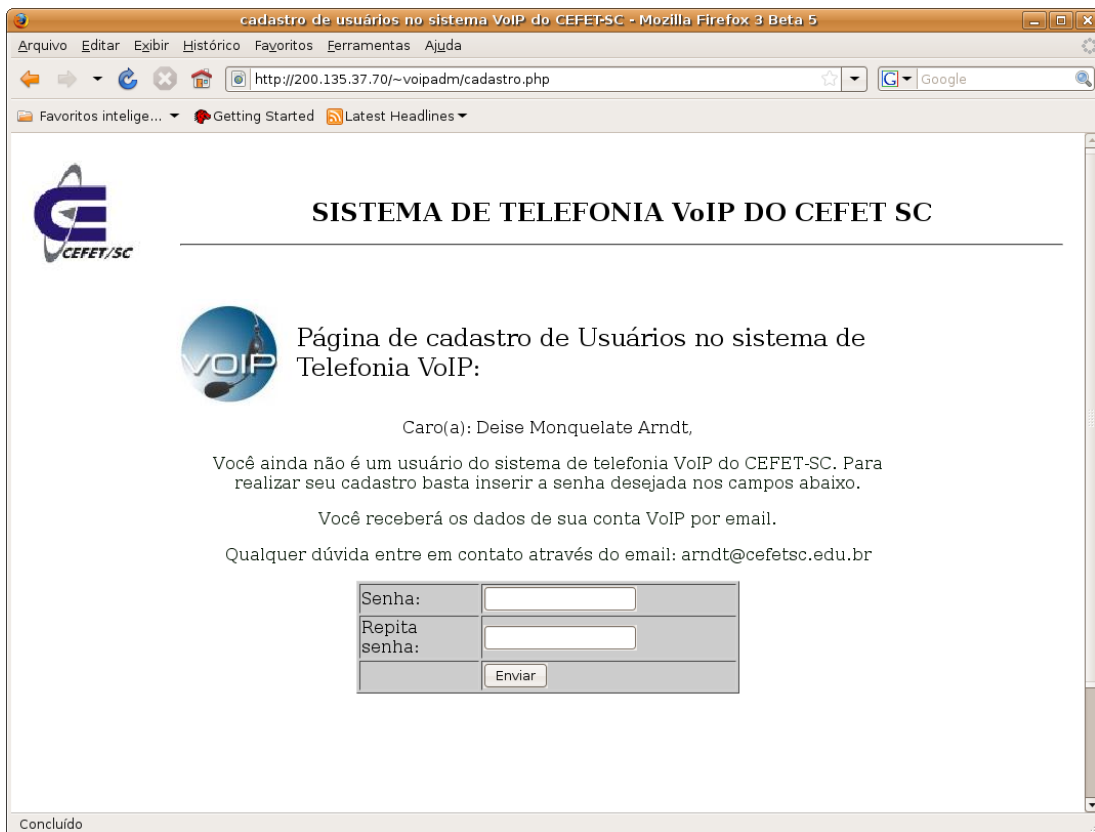 cadastro de usuários no sistema VoIP do CEFET-SC - Mozilla Firefox 3 Beta 5
Arquivo Editar Exibir Histórico Favoritos Ferramentas Ajuda
http://200.135.37.70/~voipadm/cadastro.php
G Google
Favoritos intelige... Getting Started Latest Headlines
CEFET/SC
SISTEMA DE TELEFONIA VoIP DO CEFET SC
VOIP
Página de cadastro de Usuários no sistema de
Telefonia VoIP:
Caro(a): Deise Monquelate Arndt,
Você ainda não é um usuário do sistema de telefonia VoIP do CEFET-SC. Para
realizar seu cadastro basta inserir a senha desejada nos campos abaixo.
Você receberá os dados de sua conta VoIP por email.
Qualquer dúvida entre em contato através do email: arndt@cefetsc.edu.br
Senha:
Repita
senha:
Enviar
Concluído